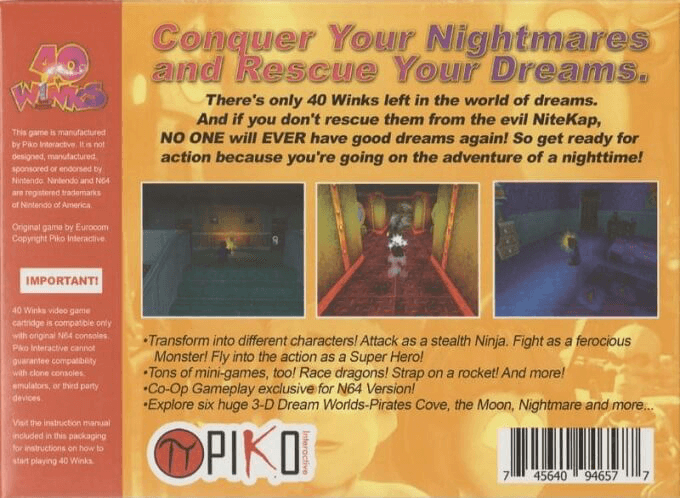 40
WINKS
This game is manufactured
by Piko Interactive. It is not
designed, manufactured,
sponsored or endorsed by
Nintendo. Nintendo and N64
are registered trademarks
of Nintendo of America.
Original game by Eurocom
Copyright Piko Interactive.
IMPORTANT!
40 Winks video game
cartridge is compatible only
with original N64 consoles.
Piko Interactive cannot
guarantee compatibility
with clone consoles,
emulators, or third party
devices.
Visit the instruction manual
included in this packaging
for instructions on how to
start playing 40 Winks.
Conquer Your Nightmares
and Rescue Your Dreams.
There's only 40 Winks left in the world of dreams.
And if you don't rescue them from the evil NiteKap,
NO ONE will EVER have good dreams again! So get ready for
action because you're going on the adventure of a nighttime!
•Transform into different characters! Attack as a stealth Ninja. Fight as a ferocious
Monster! Fly into the action as a Super Hero!
•Tons of mini-games, too! Race dragons! Strap on a rocket! And more!
•Co-Op Gameplay exclusive for N64 Version!
•Explore six huge 3-D Dream Worlds-Pirates Cove, the Moon, Nightmare and more...
PIKO
Interactive
7 45640 94657 7